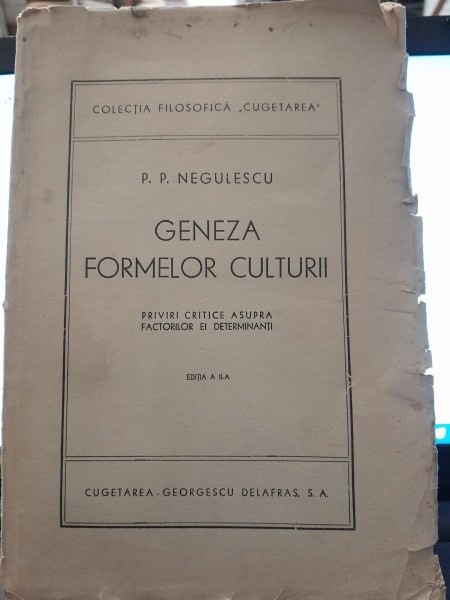 COLECȚIA FILOSOFICĂ „CUGETAREA"
P. P. NEGULESCU
GENEZA
FORMELOR CULTURII
PRIVIRI CRITICE ASUPRA
FACTORILOR EI DETERMINANȚI
EDIȚIA A II-A
CUGETAREA - GEORGESCU DELAFRAS, S. A.